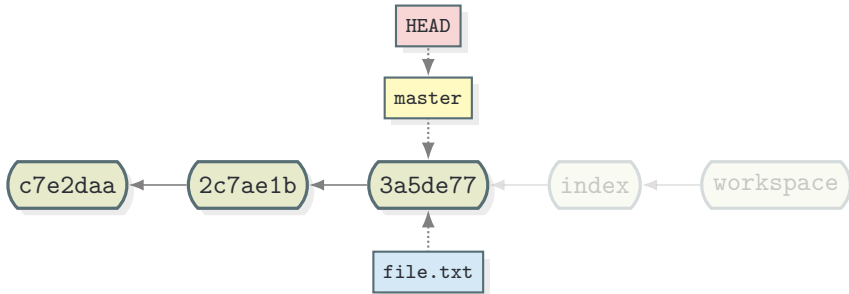 HEAD
master
c7e2daa
2c7ae1b
3a5de77
index
workspace
file.txt